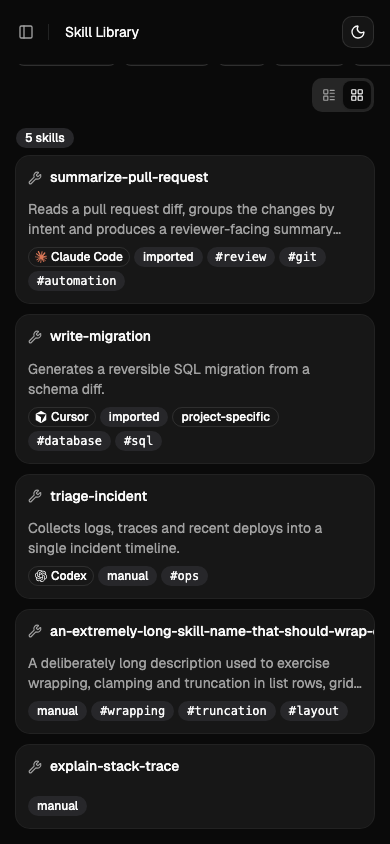 Skill Library
5 skills
summarize-pull-request
Reads a pull request diff, groups the changes by
intent and produces a reviewer-facing summary…
Claude Code imported #review #git
#automation
write-migration
Generates a reversible SQL migration from a
schema diff.
Cursor imported project-specific
#database #sql
triage-incident
Collects logs, traces and recent deploys into a
single incident timeline.
Codex manual #ops
an-extremely-long-skill-name-that-should-wrap-
A deliberately long description used to exercise
wrapping, clamping and truncation in list rows, grid…
manual #wrapping #truncation #layout
explain-stack-trace
manual